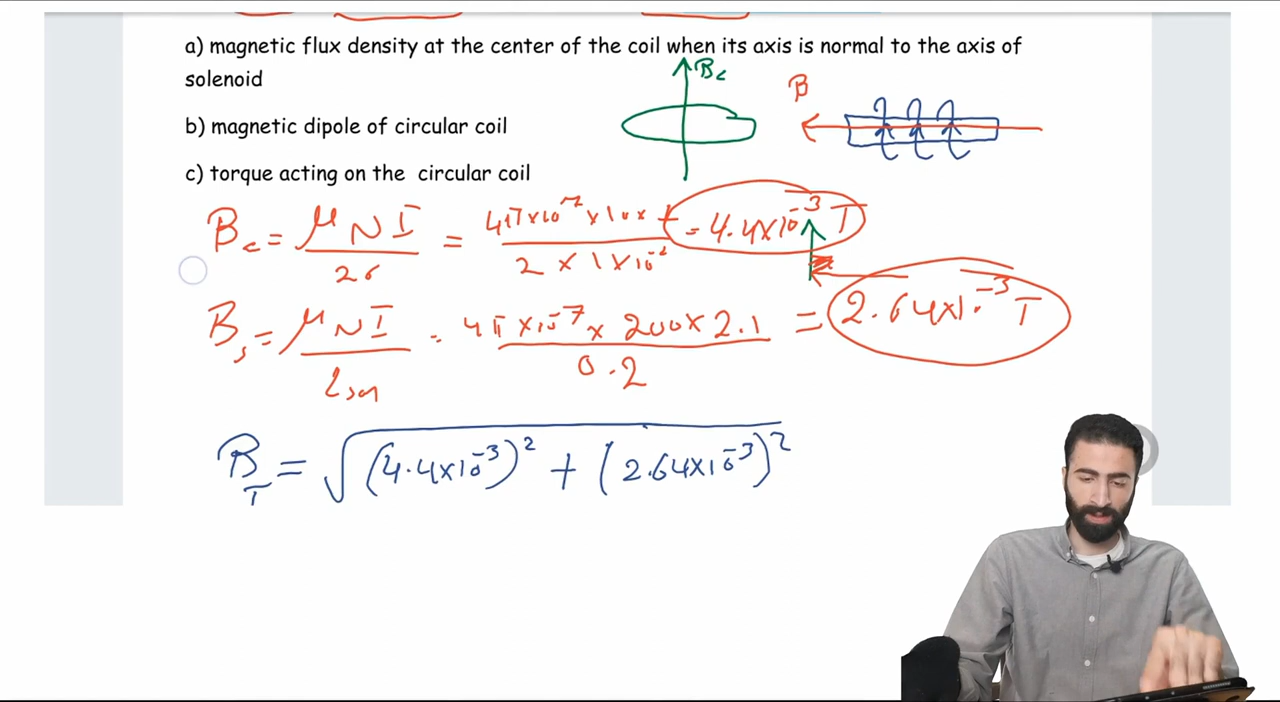 a) magnetic flux density at the center of the coil when its axis is normal to the axis of
solenoid
b) magnetic dipole of circular coil
c) torque acting on the circular coil
Bc
B
Bc = μNI / 2r = 4π×10⁻⁷×10× / 2×1×10⁻² = 4.4×10⁻³ T
Bs = μNI / lsol = 4π×10⁻⁷×200×2.1 / 0.2 = 2.64×10⁻³ T
BT = √(4.4×10⁻³)² + (2.64×10⁻³)²